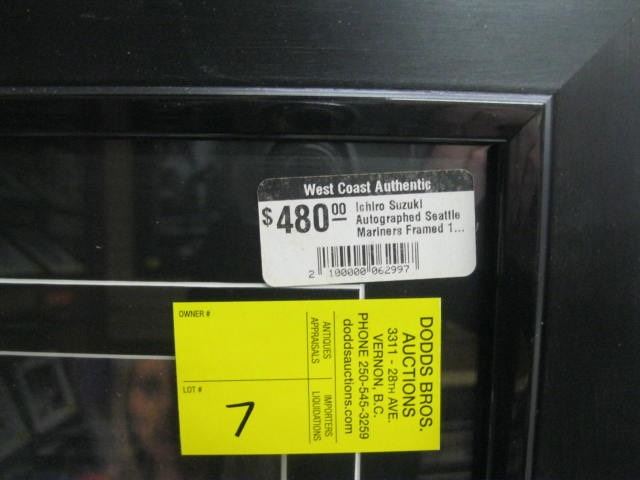 West Coast Authentic
$480.00 Ichiro Suzuki
Autographed Seattle
Mariners Framed 1...
2 100000 062997
OWNER #
LOT #
7
ANTIQUES
APPRAISALS
IMPORTERS
LIQUIDATIONS
DODDS BROS.
AUCTIONS
3311 - 28TH AVE.
VERNON, B.C.
PHONE 250-545-3259
doddsauctions.com